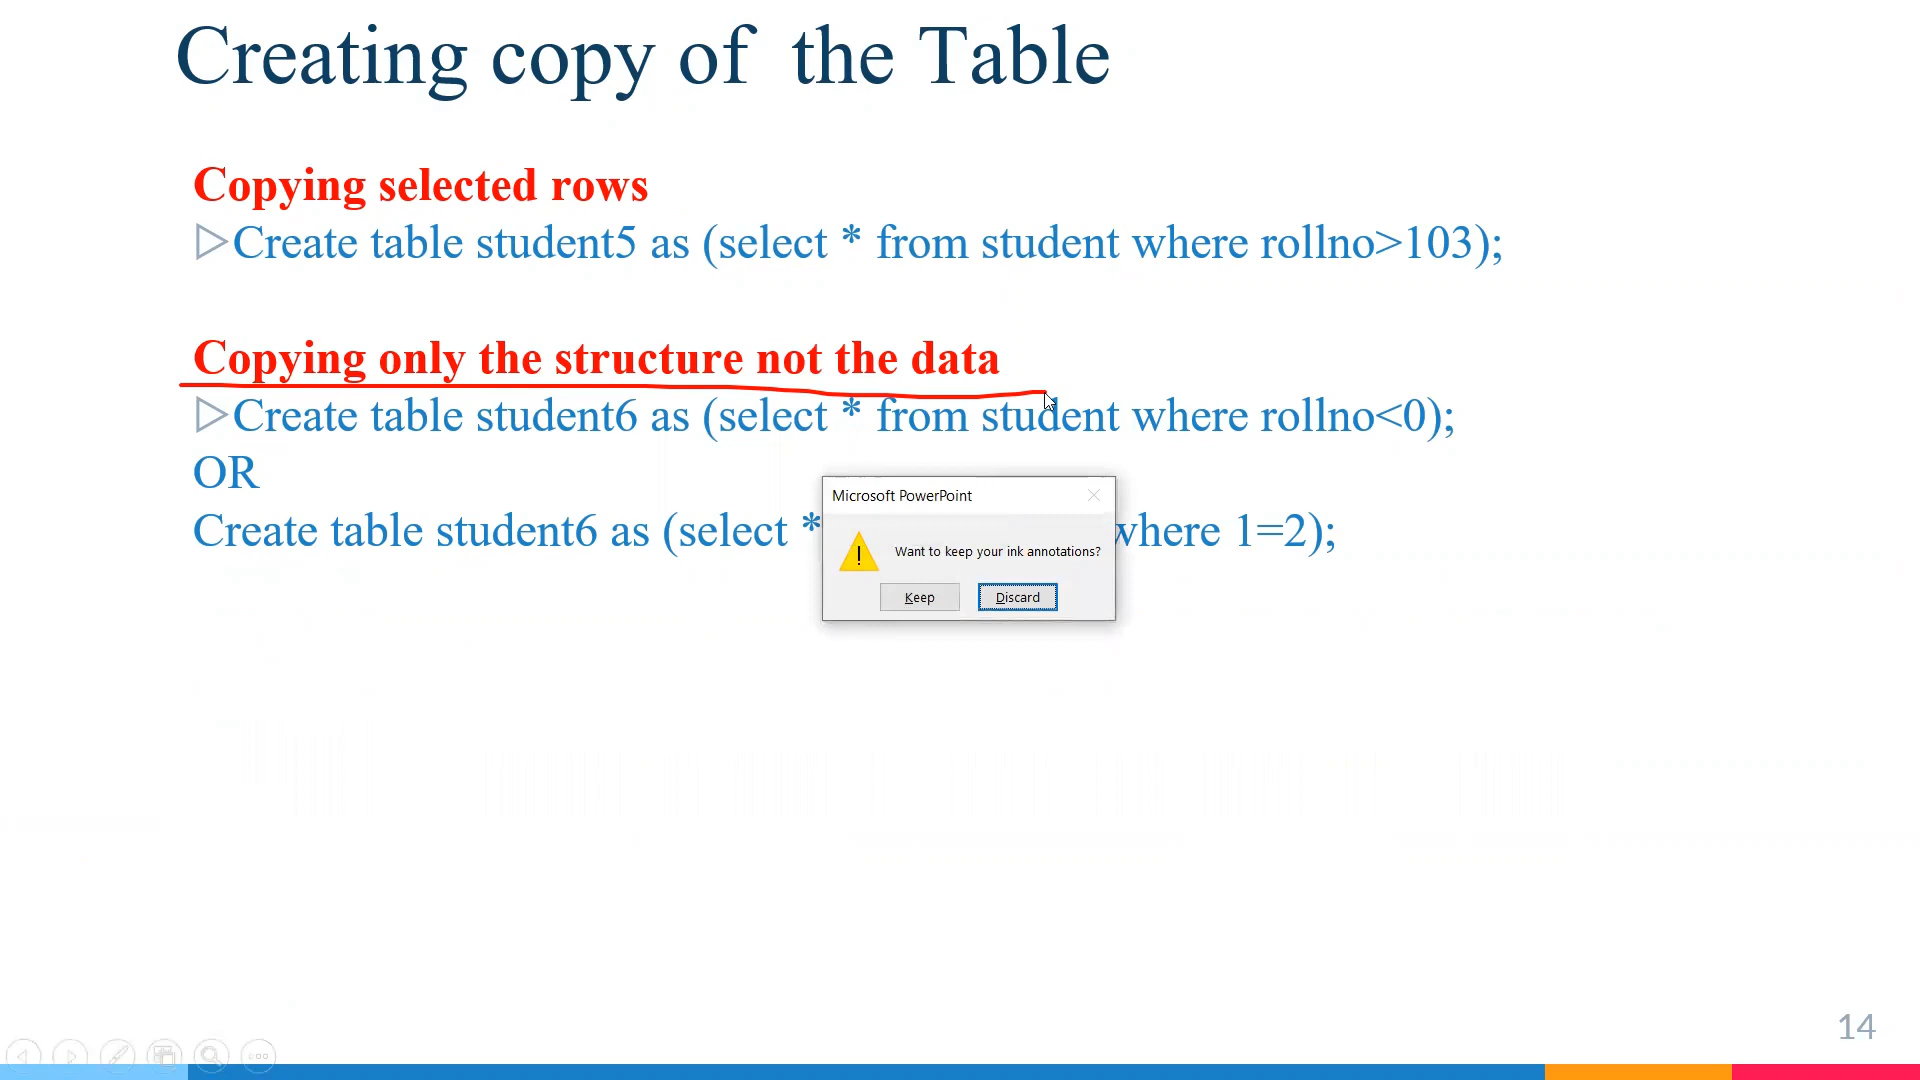 Creating copy of the Table
Copying selected rows
Create table student5 as (select * from student where rollno>103);
Copying only the structure not the data
Create table student6 as (select * from student where rollno<0);
OR
Create table student6 as (select * where 1=2);
Microsoft PowerPoint
Want to keep your ink annotations?
Keep Discard
14